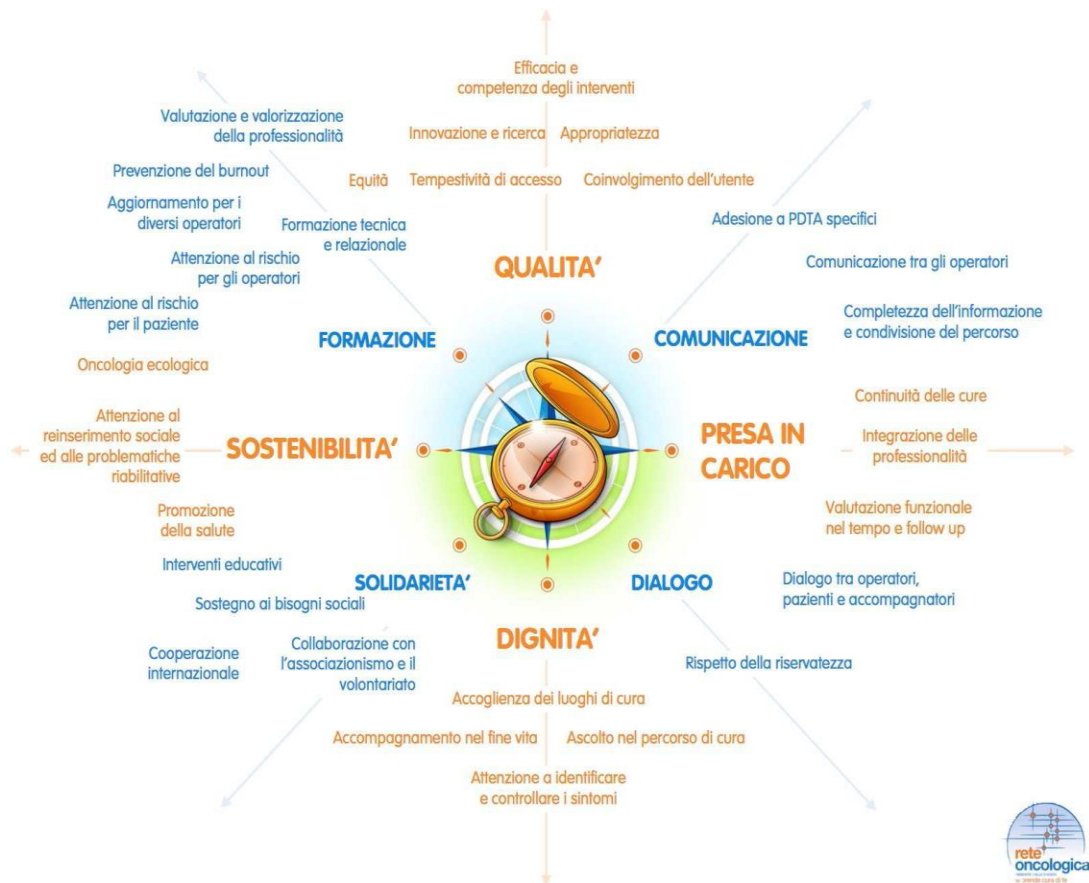 Efficacia e
competenza degli interventi
Innovazione e ricerca
Appropriatezza
Equità
Tempestività di accesso
Coinvolgimento dell'utente
QUALITA'
Valutazione e valorizzazione
della professionalità
Prevenzione del burnout
Aggiornamento per i
diversi operatori
Formazione tecnica
e relazionale
Attenzione al rischio
per gli operatori
Attenzione al rischio
per il paziente
FORMAZIONE
Adesione a PDTA specifici
Comunicazione tra gli operatori
Completezza dell'informazione
e condivisione del percorso
COMUNICAZIONE
Oncologia ecologica
Attenzione al
reinserimento sociale
ed alle problematiche
riabilitative
SOSTENIBILITA'
Promozione
della salute
Continuità delle cure
PRESA IN
CARICO
Integrazione delle
professionalità
Valutazione funzionale
nel tempo e follow up
Interventi educativi
SOLIDARIETA'
Sostegno ai bisogni sociali
Cooperazione
internazionale
Collaborazione con
l'associazionismo e il
volontariato
DIALOGO
Dialogo tra operatori,
pazienti e accompagnatori
Rispetto della riservatezza
DIGNITA'
Accoglienza dei luoghi di cura
Accompagnamento nel fine vita
Ascolto nel percorso di cura
Attenzione a identificare
e controllare i sintomi
rete
oncologica